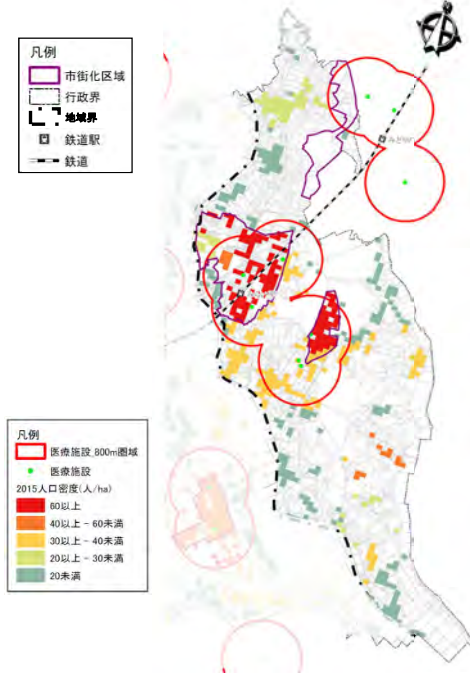 凡例
市街化区域
行政界
地域界
鉄道駅
鉄道
凡例
医療施設_800m圏域
医療施設
2015人口密度(人/ha)
60以上
40以上 - 60未満
30以上 - 40未満
20以上 - 30未満
20未満